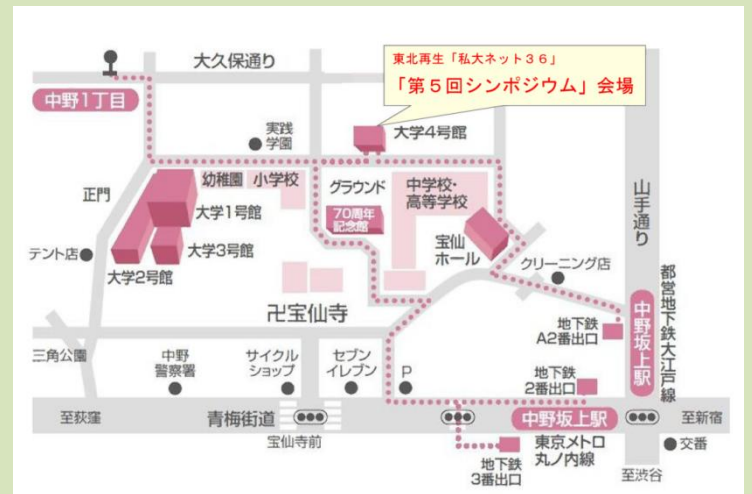 大久保通り
東北再生「私大ネット３６」
「第５回シンポジウム」会場
中野1丁目
実践
学園
大学4号館
正門
幼稚園
小学校
グラウンド
中学校・
高等学校
山手通り
大学1号館
70周年
記念館
テント店
大学3号館
宝仙
ホール
大学2号館
クリーニング店
都営地下鉄大江戸線
卍宝仙寺
中野坂上駅
地下鉄
A2番出口
三角公園
中野
警察署
サイクル
ショップ
セブン
イレブン
P
地下鉄
2番出口
至荻窪
青梅街道
中野坂上駅
至新宿
宝仙寺前
東京メトロ
丸ノ内線
交番
地下鉄
3番出口
至渋谷